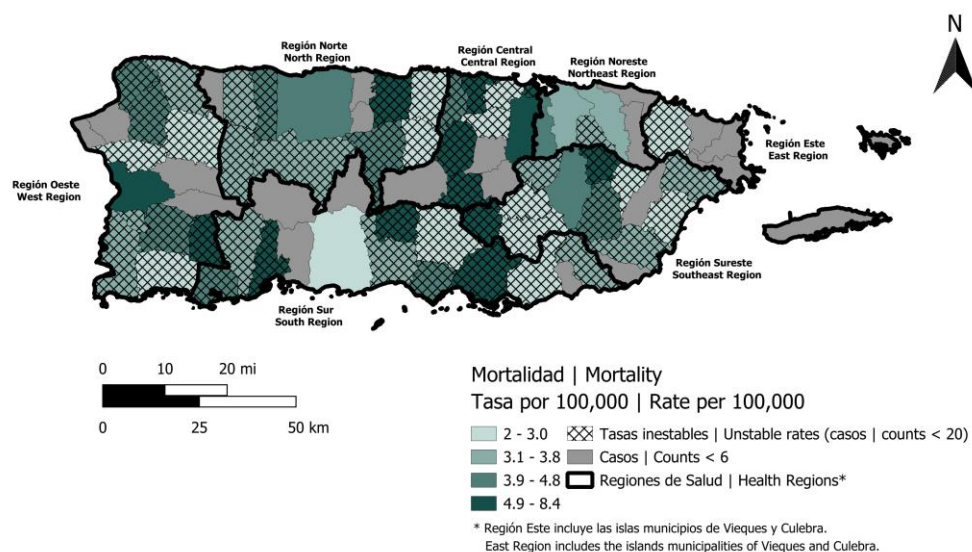 N
Región Norte
North Region
Región Central
Central Region
Región Noreste
Northeast Region
Región Este
East Region
Región Oeste
West Region
Región Sureste
Southeast Region
Región Sur
South Region
0 10 20 mi
0 25 50 km
Mortalidad | Mortality
Tasa por 100,000 | Rate per 100,000
2 - 3.0 Tasas inestables | Unstable rates (casos | counts < 20)
3.1 - 3.8 Casos | Counts < 6
3.9 - 4.8 Regiones de Salud | Health Regions*
4.9 - 8.4
* Región Este incluye las islas municipios de Vieques y Culebra.
East Region includes the islands municipalities of Vieques and Culebra.